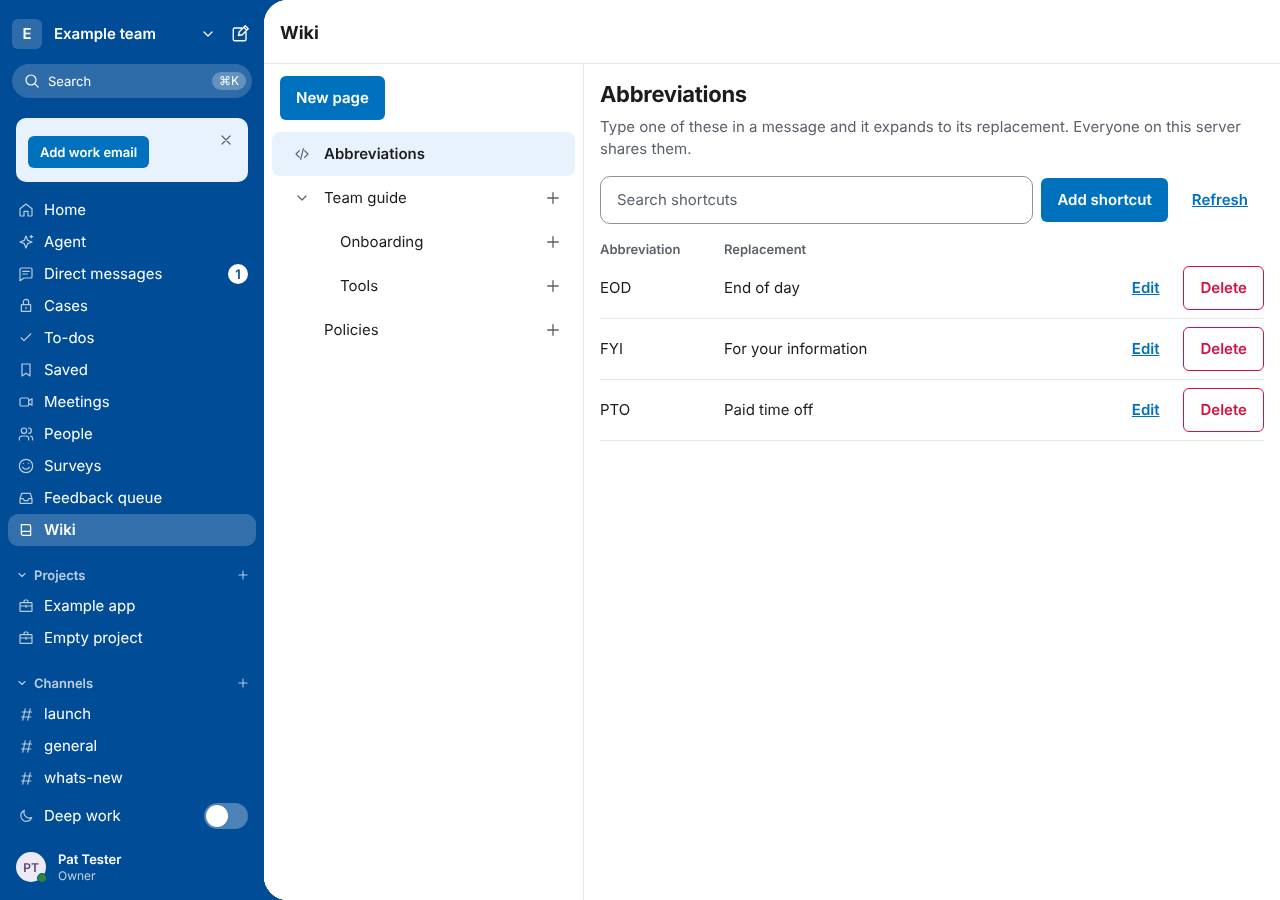 E
Example team
Search
⌘K
Add work email
Home
Agent
Direct messages
1
Cases
To-dos
Saved
Meetings
People
Surveys
Feedback queue
Wiki
Projects
Example app
Empty project
Channels
launch
general
whats-new
Deep work
PT
Pat Tester
Owner
Wiki
New page
Abbreviations
Team guide
Onboarding
Tools
Policies
Abbreviations
Type one of these in a message and it expands to its replacement. Everyone on this server
shares them.
Search shortcuts
Add shortcut
Refresh
Abbreviation Replacement
EOD End of day Edit Delete
FYI For your information Edit Delete
PTO Paid time off Edit Delete